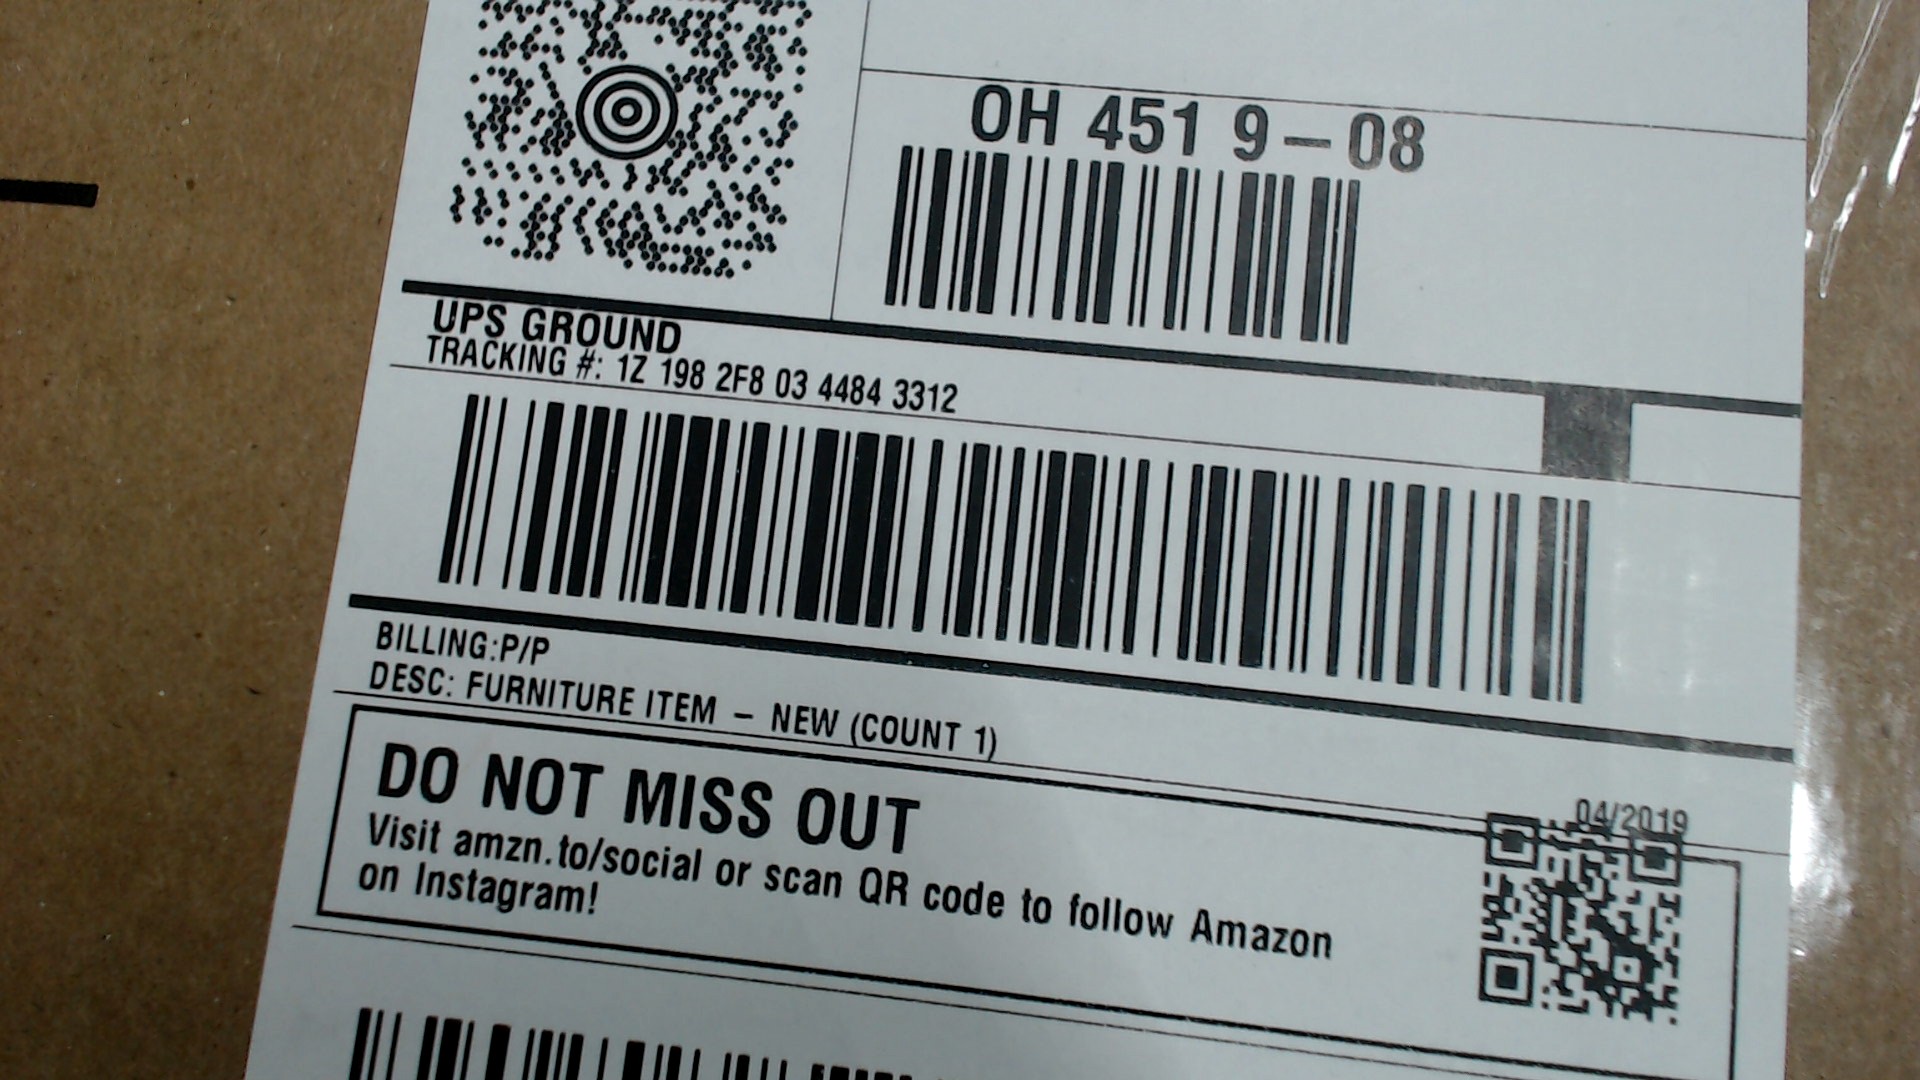 OH 451 9-08
UPS GROUND
TRACKING #: 1Z 198 2F8 03 4484 3312
BILLING:P/P
DESC: FURNITURE ITEM - NEW (COUNT 1)
04/2019
DO NOT MISS OUT
Visit amzn.to/social or scan QR code to follow Amazon
on Instagram!